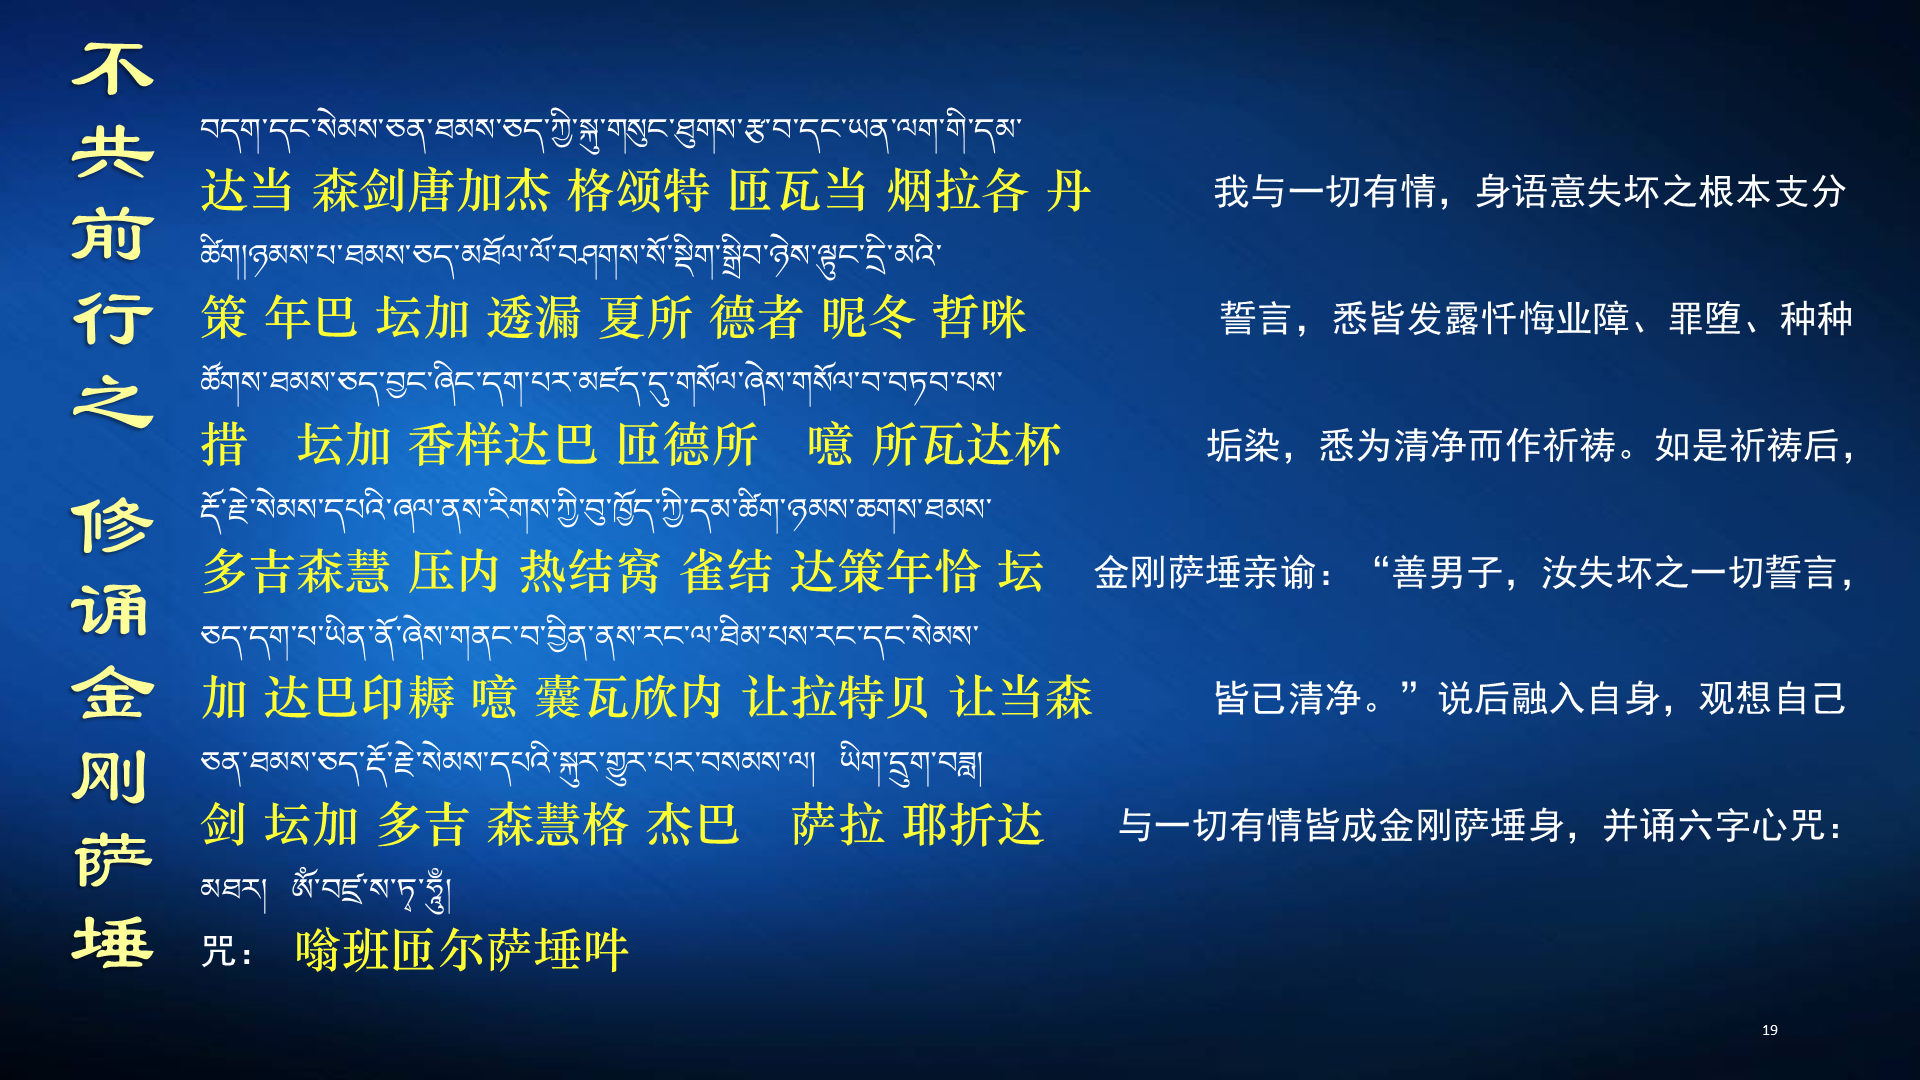 不共前行之 修诵金刚萨埵
བདག་དང་སེམས་ཅན་ཐམས་ཅད་ཀྱི་སྐུ་གསུང་ཐུགས་རྩ་བ་དང་ཡན་ལག་གི་དམ་
达当 森剑唐加杰 格颂特 匝瓦当 烟拉各 丹 我与一切有情，身语意失坏之根本支分
ཚིག།ཉམས་པ་ཐམས་ཅད་མཐོལ་ལོ་བཤགས་སོ་སྡིག་སྒྲིབ་ཉེས་ལྟུང་དྲི་མའི་
策 年巴 坛加 透漏 夏所 德者 昵冬 哲咪 誓言，悉皆发露忏悔业障、罪堕、种种
ཚོགས་ཐམས་ཅད་བྱང་ཞིང་དག་པར་མཛད་དུ་གསོལ་ཞེས་གསོལ་བ་བཏབ་པས་
措 坛加 香样达巴 匝德所 噫 所瓦达杯 垢染，悉为清净而作祈祷。如是祈祷后，
རྡོ་རྗེ་སེམས་དཔའི་ཞལ་ནས་རིགས་ཀྱི་བུ་ཁྱོད་ཀྱི་དམ་ཚིག་ཉམས་ཆགས་ཐམས་
多吉森慧 压内 热结窝 雀结 达策年恰 坛 金刚萨埵亲谕：“善男子，汝失坏之一切誓言，
ཅད་དག་པ་ཡིན་ནོ་ཞེས་གནང་བ་བྱིན་ནས་རང་ལ་ཐིམ་པས་རང་དང་སེམས་
加 达巴印耨 噫 囊瓦欣内 让拉特贝 让当森 皆已清净。”说后融入自身，观想自己
ཅན་ཐམས་ཅད་རྡོ་རྗེ་སེམས་དཔའི་སྐུར་གྱུར་པར་བསམས་ལ། ཡིག་དྲུག་བཟླ།
剑 坛加 多吉 森慧格 杰巴 萨拉 耶折达 与一切有情皆成金刚萨埵身，并诵六字心咒：
མཐར། ཨོཾ་བཛྲ་ས་ཏྭ་ཧཱུྃ།
咒： 嗡班匝尔萨埵吽
19